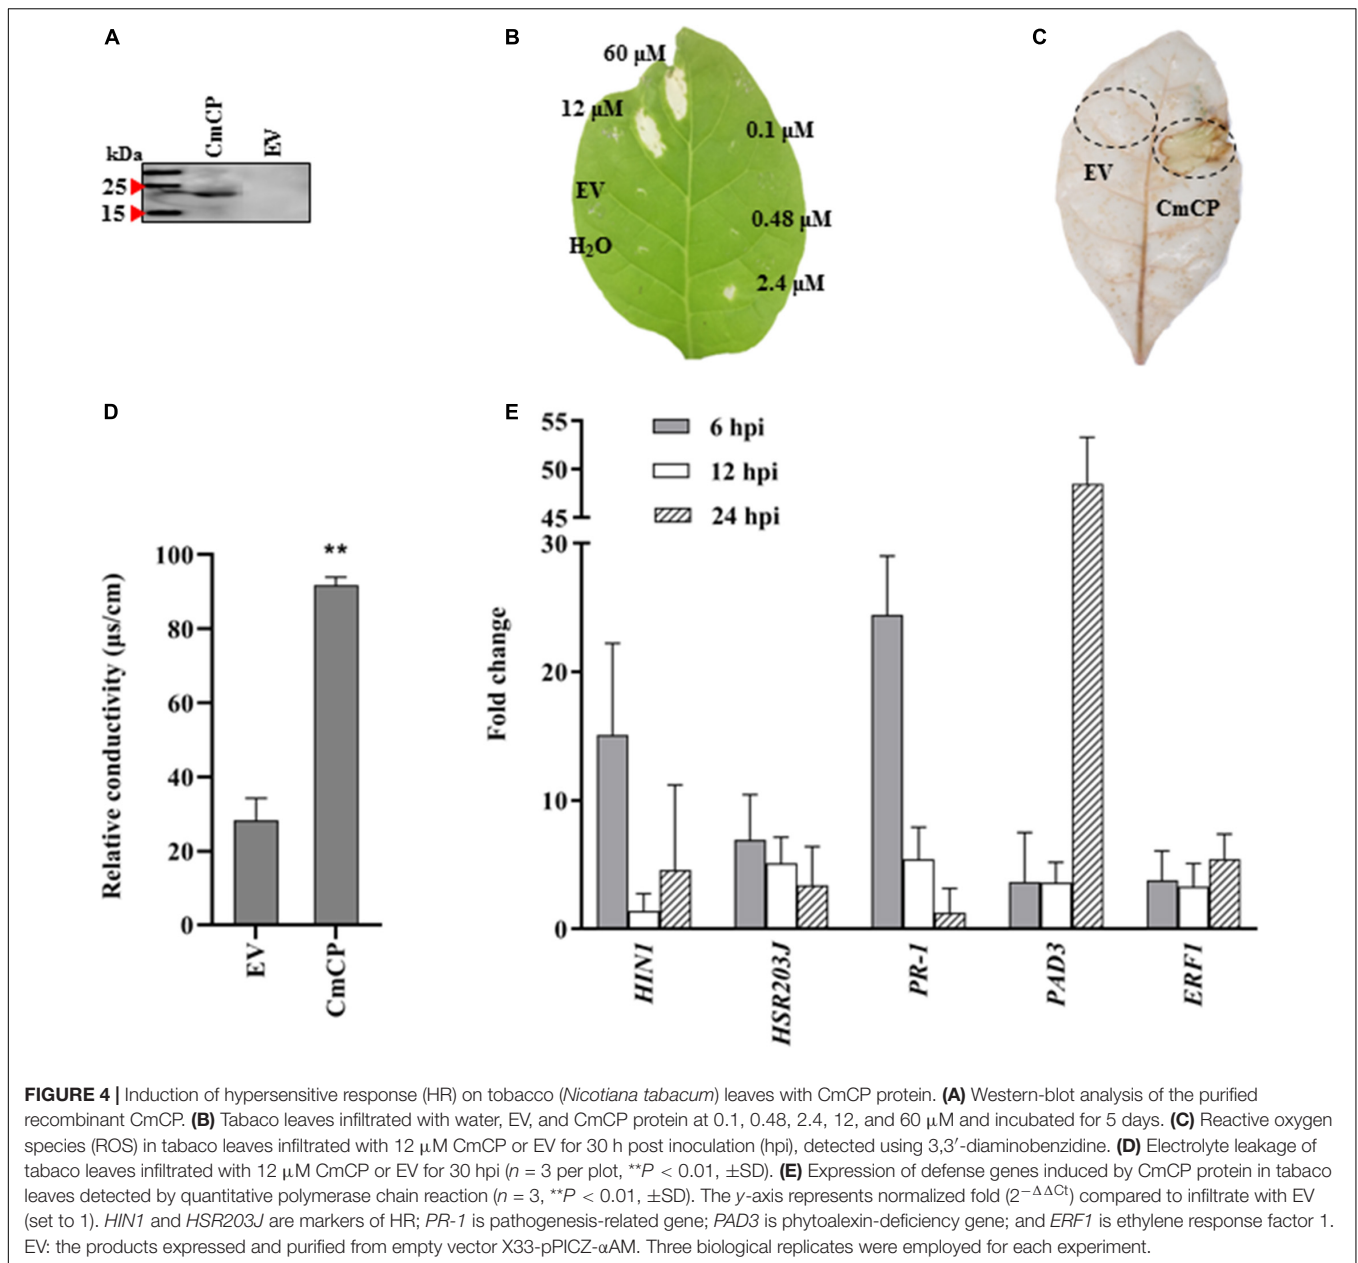 A
kDa
CmCP
EV
25
15
B
60 µM
12 µM
EV
H₂O
0.1 µM
0.48 µM
2.4 µM
C
EV
CmCP
D
Relative conductivity (µs/cm)
100
80
60
40
20
0
**
EV
CmCP
E
Fold change
55
50
45
30
20
10
0
6 hpi
12 hpi
24 hpi
HIN1
HSR203J
PR-1
PAD3
ERF1
FIGURE 4 | Induction of hypersensitive response (HR) on tobacco (Nicotiana tabacum) leaves with CmCP protein. (A) Western-blot analysis of the purified
recombinant CmCP. (B) Tabaco leaves infiltrated with water, EV, and CmCP protein at 0.1, 0.48, 2.4, 12, and 60 µM and incubated for 5 days. (C) Reactive oxygen
species (ROS) in tabaco leaves infiltrated with 12 µM CmCP or EV for 30 h post inoculation (hpi), detected using 3,3′-diaminobenzidine. (D) Electrolyte leakage of
tabaco leaves infiltrated with 12 µM CmCP or EV for 30 hpi (n = 3 per plot, **P < 0.01, ±SD). (E) Expression of defense genes induced by CmCP protein in tabaco
leaves detected by quantitative polymerase chain reaction (n = 3, **P < 0.01, ±SD). The y-axis represents normalized fold (2^−ΔΔCt) compared to infiltrate with EV
(set to 1). HIN1 and HSR203J are markers of HR; PR-1 is pathogenesis-related gene; PAD3 is phytoalexin-deficiency gene; and ERF1 is ethylene response factor 1.
EV: the products expressed and purified from empty vector X33-pPICZ-αAM. Three biological replicates were employed for each experiment.